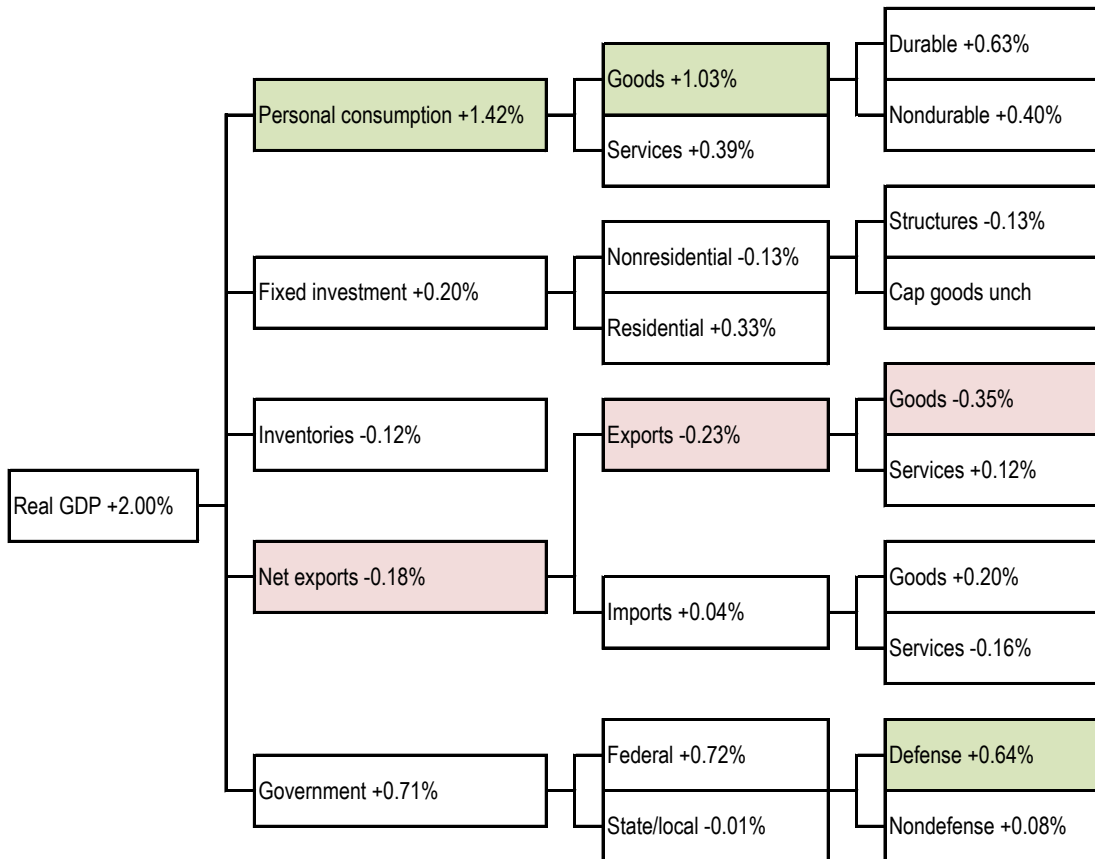 Real GDP +2.00%
Personal consumption +1.42%
Goods +1.03%
Durable +0.63%
Nondurable +0.40%
Services +0.39%
Fixed investment +0.20%
Nonresidential -0.13%
Structures -0.13%
Cap goods unch
Residential +0.33%
Inventories -0.12%
Net exports -0.18%
Exports -0.23%
Goods -0.35%
Services +0.12%
Imports +0.04%
Goods +0.20%
Services -0.16%
Government +0.71%
Federal +0.72%
Defense +0.64%
Nondefense +0.08%
State/local -0.01%